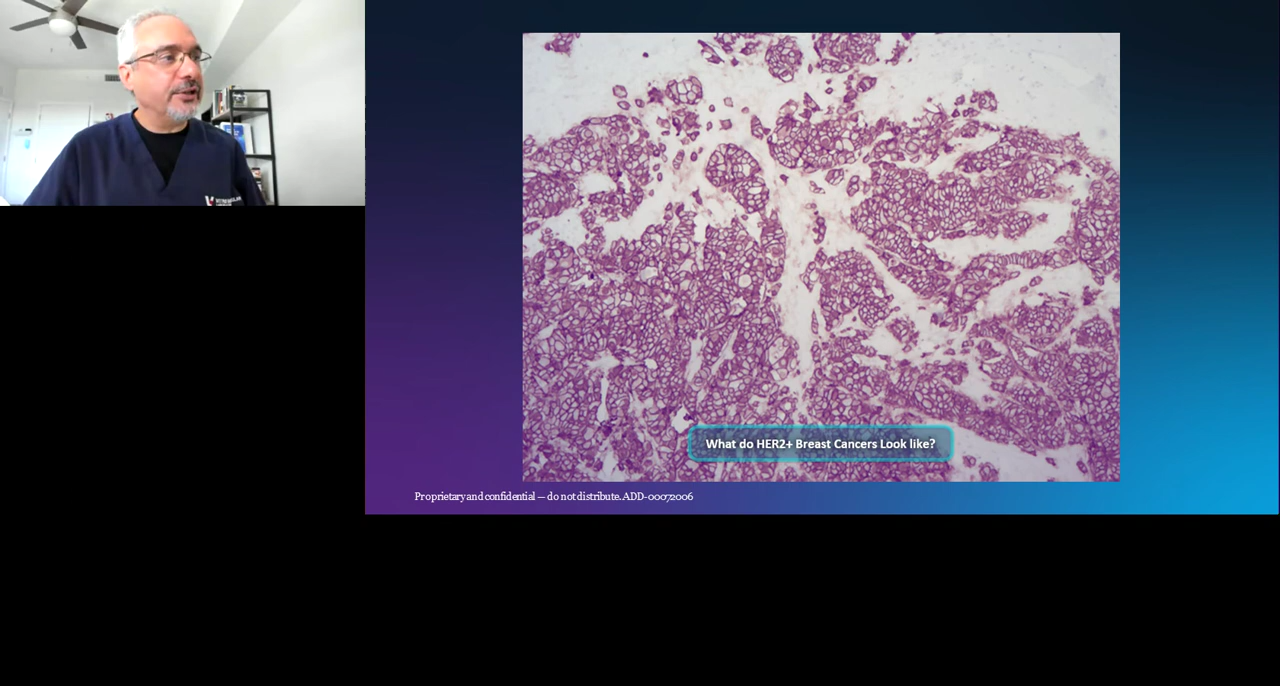 What do HER2+ Breast Cancers Look like?
Proprietary and confidential — do not distribute. ADD-00072006